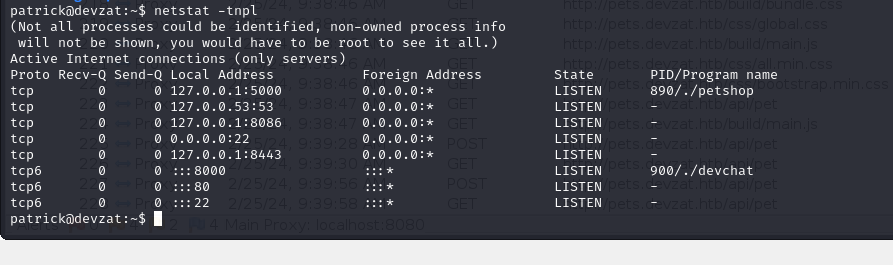 patrick@devzat:~$ netstat -tnpl
(Not all processes could be identified, non-owned process info
 will not be shown, you would have to be root to see it all.)
Active Internet connections (only servers)
Proto Recv-Q Send-Q Local Address           Foreign Address         State       PID/Program name
tcp        0      0 127.0.0.1:5000          0.0.0.0:*               LISTEN      890/./petshop
tcp        0      0 127.0.0.53:53           0.0.0.0:*               LISTEN      -
tcp        0      0 127.0.0.1:8086          0.0.0.0:*               LISTEN      -
tcp        0      0 0.0.0.0:22              0.0.0.0:*               LISTEN      -
tcp        0      0 127.0.0.1:8443          0.0.0.0:*               LISTEN      -
tcp6       0      0 :::8000                 :::*                    LISTEN      900/./devchat
tcp6       0      0 :::80                   :::*                    LISTEN      -
tcp6       0      0 :::22                   :::*                    LISTEN      -
patrick@devzat:~$
Main Proxy: localhost:8080